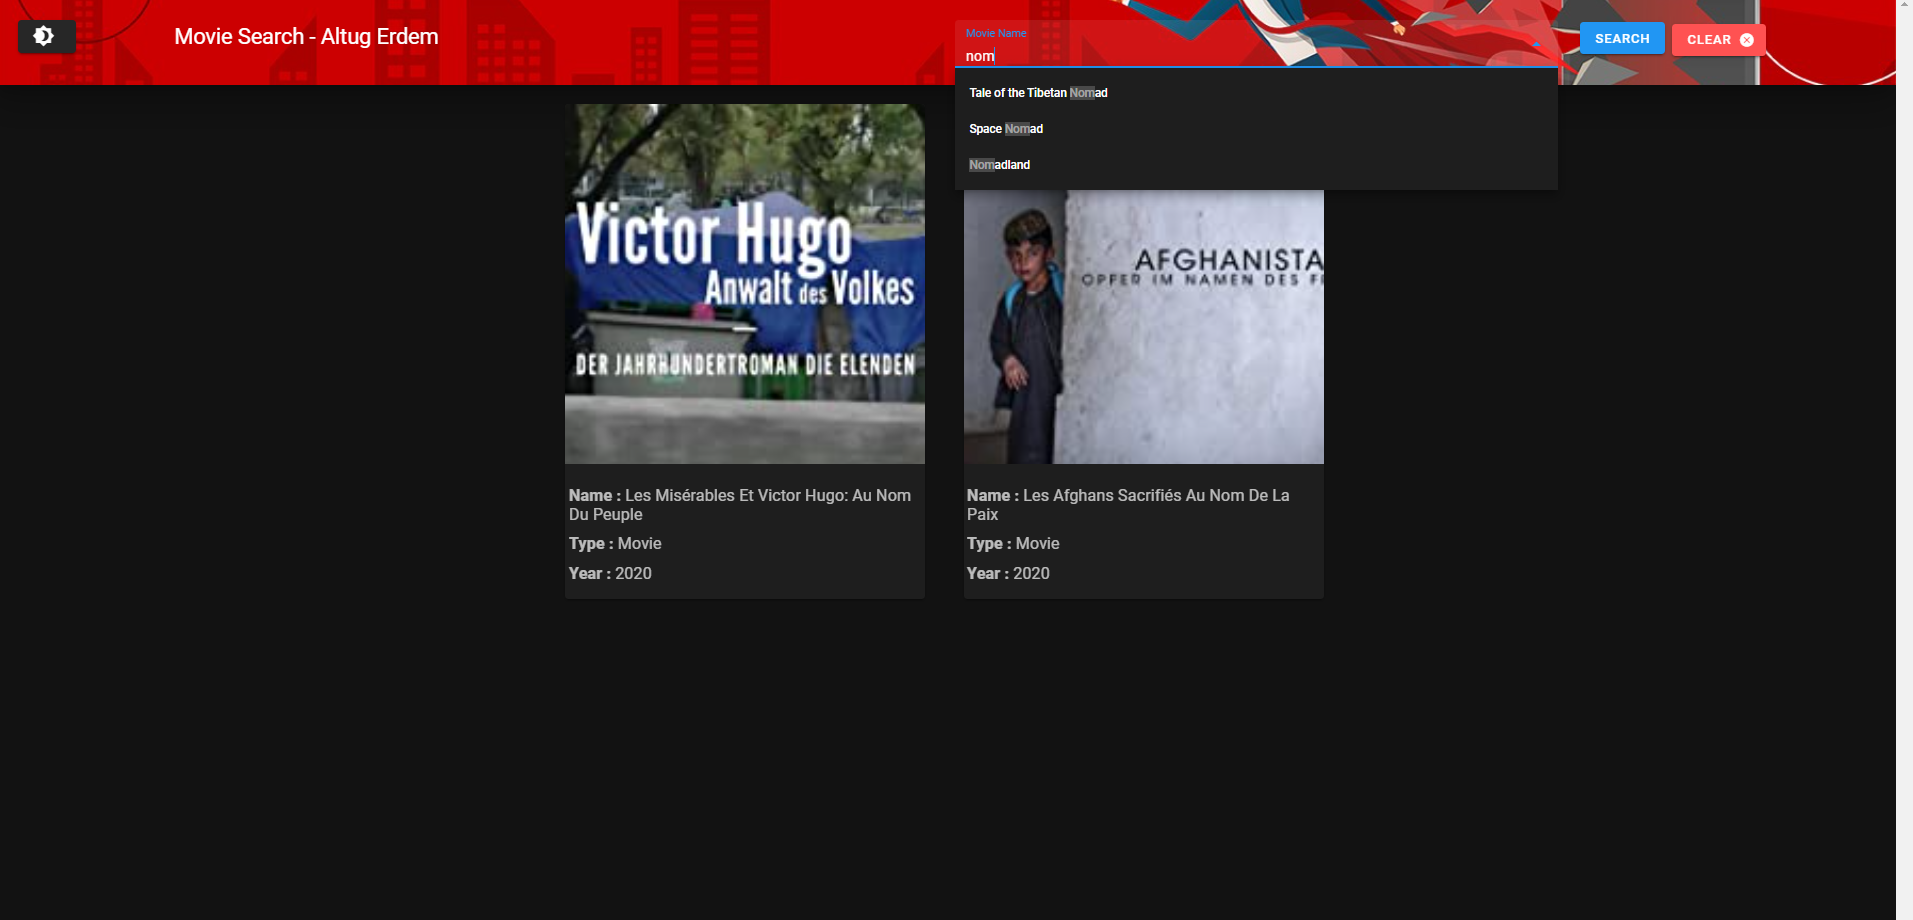 Movie Search - Altug Erdem
Movie Name
nom
SEARCH
CLEAR
Tale of the Tibetan Nomad
Space Nomad
Nomadland
Victor Hugo
Anwalt des Volkes
DER JAHRHUNDERTROMAN DIE ELENDEN
AFGHANISTA
OPFER IM NAMEN DES F
Name : Les Misérables Et Victor Hugo: Au Nom
Du Peuple
Type : Movie
Year : 2020
Name : Les Afghans Sacrifiés Au Nom De La
Paix
Type : Movie
Year : 2020